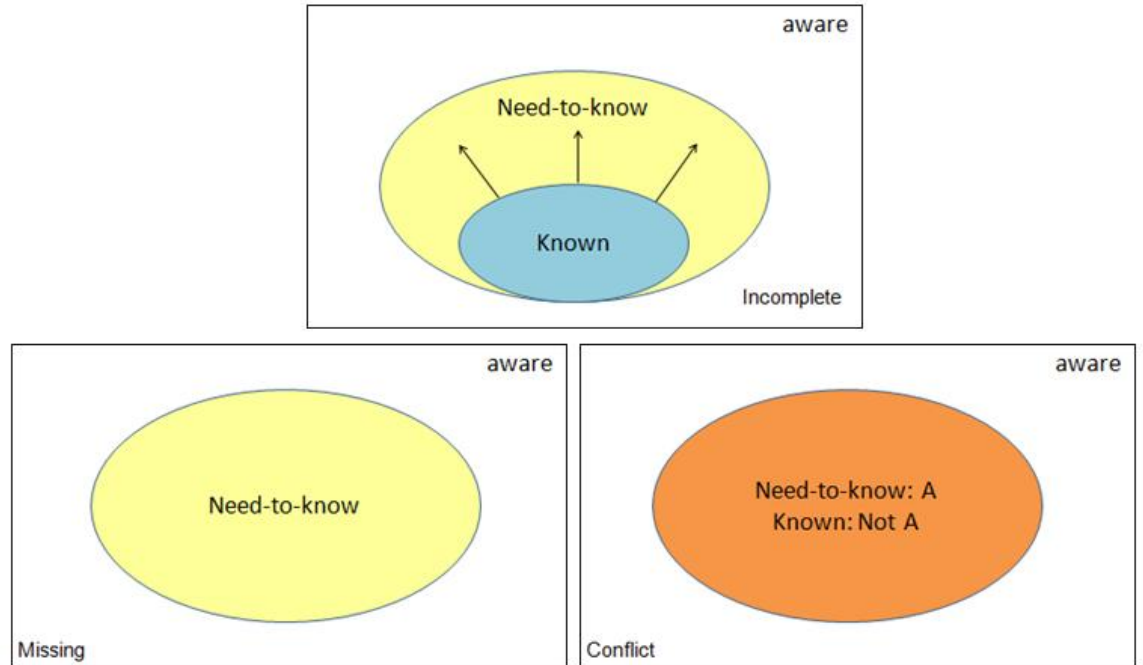 aware
Need-to-know
Known
Incomplete
aware
Need-to-know
Missing
aware
Need-to-know: A
Known: Not A
Conflict